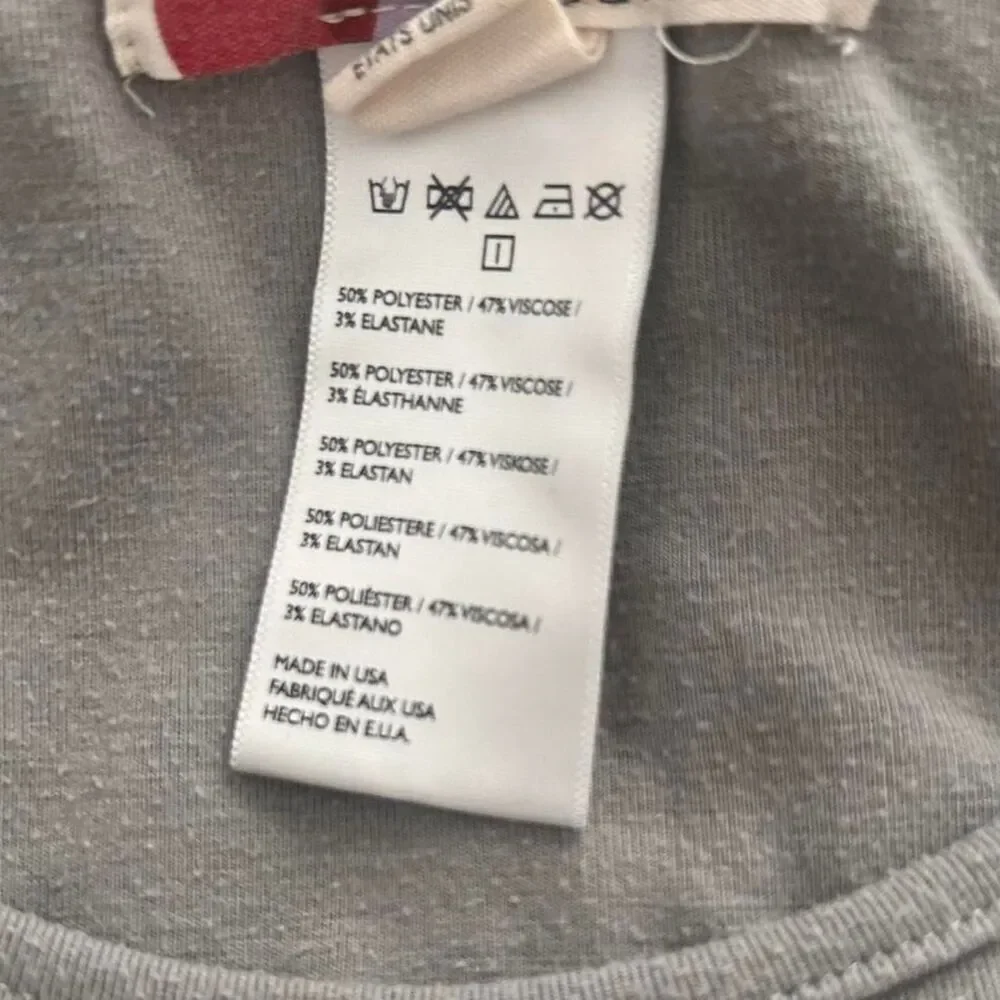 ETATS UNIS
50% POLYESTER / 47% VISCOSE /
3% ELASTANE
50% POLYESTER / 47% VISCOSE /
3% ÉLASTHANNE
50% POLYESTER / 47% VISKOSE /
3% ELASTAN
50% POLIESTERE / 47% VISCOSA /
3% ELASTAN
50% POLIÉSTER / 47% VISCOSA /
3% ELASTANO
MADE IN USA
FABRIQUÉ AUX USA
HECHO EN E.U.A.